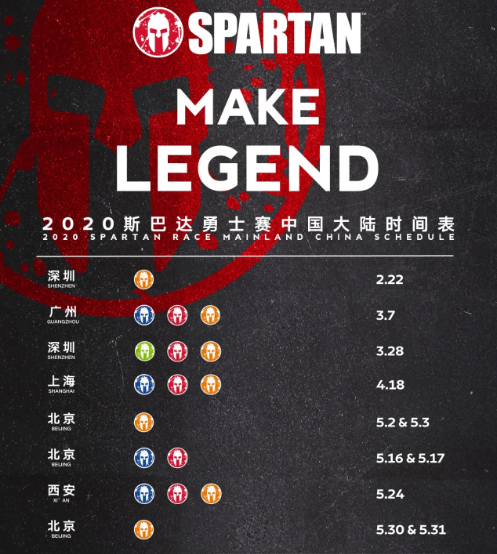 SPARTAN
MAKE
LEGEND
2020斯巴达勇士赛中国大陆时间表
2020 SPARTAN RACE MAINLAND CHINA SCHEDULE
深圳 2.22
SHENZHEN
广州 3.7
GUANGZHOU
深圳 3.28
SHENZHEN
上海 4.18
SHANGHAI
北京 5.2 & 5.3
BEIJING
北京 5.16 & 5.17
BEIJING
西安 5.24
XI'AN
北京 5.30 & 5.31
BEIJING